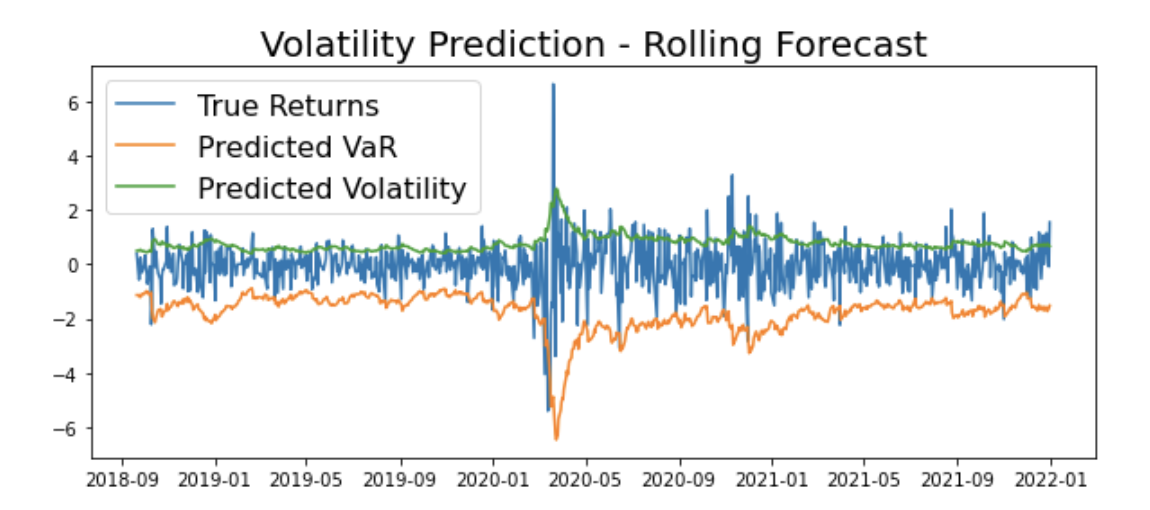 Volatility Prediction - Rolling Forecast
True Returns
Predicted VaR
Predicted Volatility
6
4
2
0
−2
−4
−6
2018-09 2019-01 2019-05 2019-09 2020-01 2020-05 2020-09 2021-01 2021-05 2021-09 2022-01